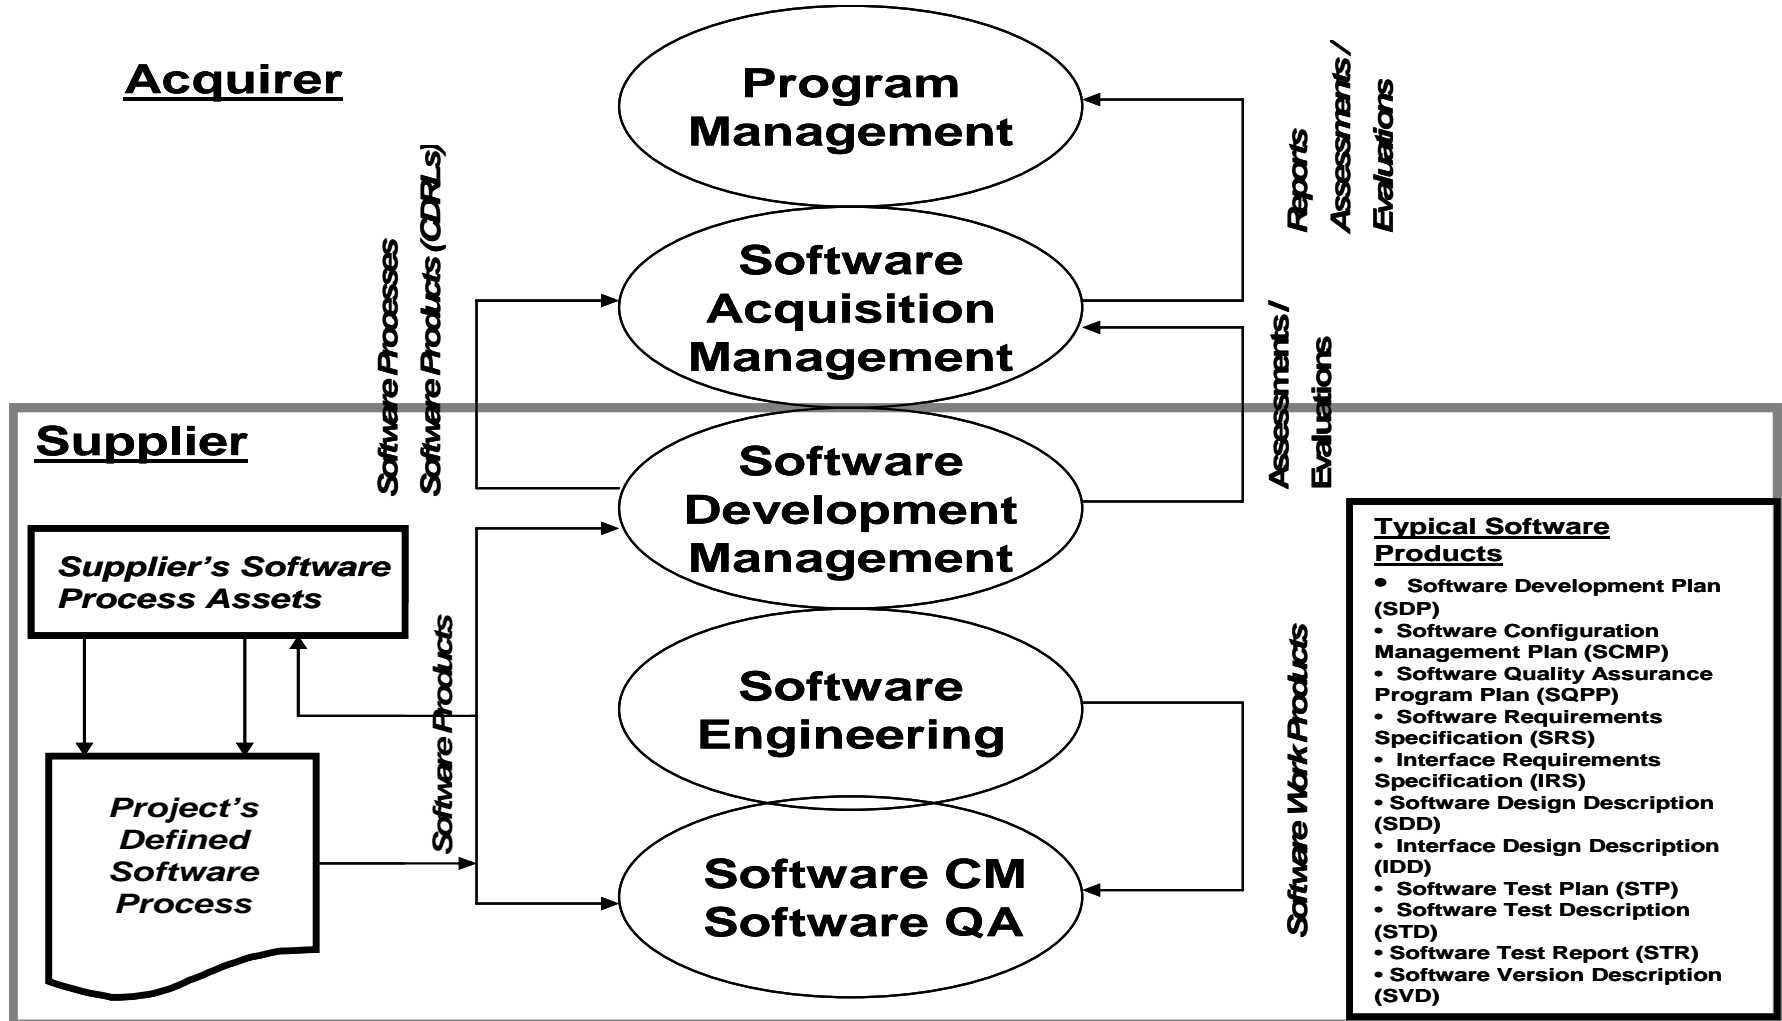 Acquirer
Program
Management
Reports
Assessments /
Evaluations
Software Processes
Software Products (CDRLs)
Software
Acquisition
Management
Assessments /
Evaluations
Supplier
Software
Development
Management
Supplier’s Software
Process Assets
Software Products
Software
Engineering
Software Work Products
Project’s
Defined
Software
Process
Software CM
Software QA
Typical Software
Products
• Software Development Plan
(SDP)
• Software Configuration
Management Plan (SCMP)
• Software Quality Assurance
Program Plan (SQPP)
• Software Requirements
Specification (SRS)
• Interface Requirements
Specification (IRS)
• Software Design Description
(SDD)
• Interface Design Description
(IDD)
• Software Test Plan (STP)
• Software Test Description
(STD)
• Software Test Report (STR)
• Software Version Description
(SVD)